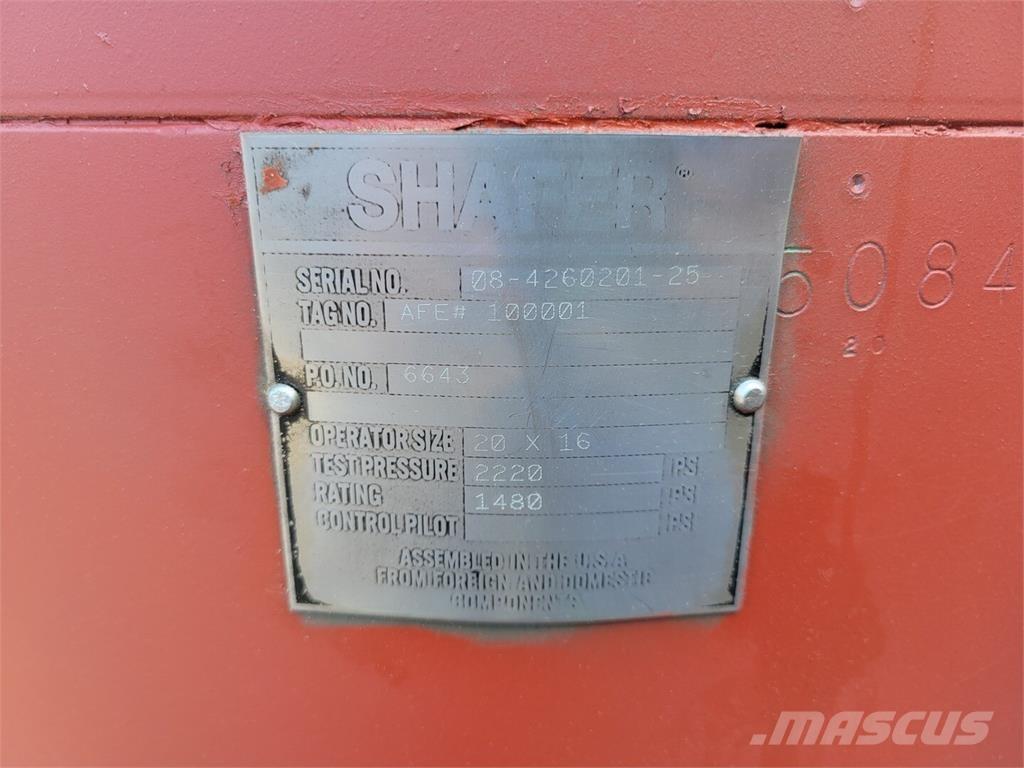 SHAFER®
SERIAL NO. 08-4260201-25
TAG NO. AFE# 100001
P.O. NO. 6643
OPERATOR SIZE 20 X 16
TEST PRESSURE 2220 PSI
RATING 1480 PSI
CONTROL PILOT PSI
ASSEMBLED IN THE U.S.A
FROM FOREIGN AND DOMESTIC
COMPONENTS
5084
20
MASCUS